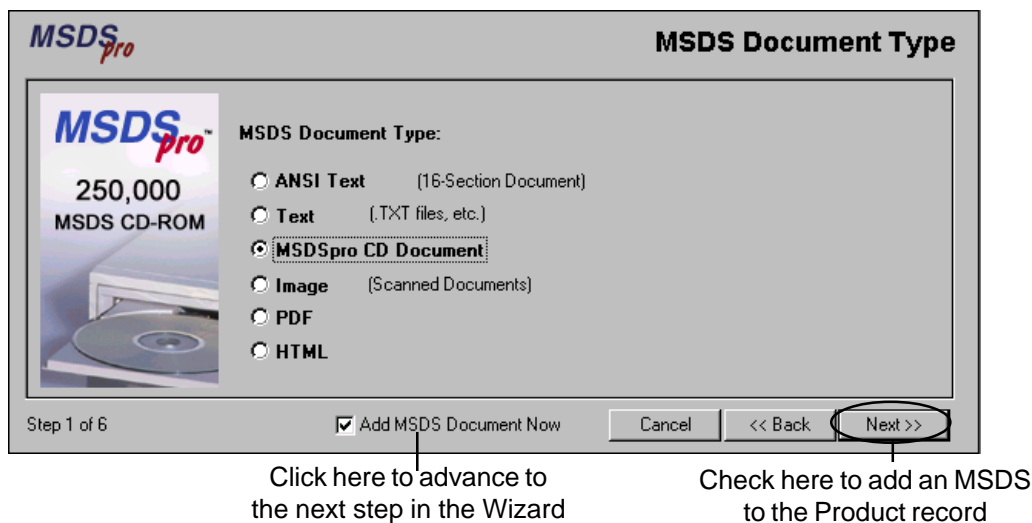 MSDSpro
MSDS Document Type
MSDSpro™
250,000
MSDS CD-ROM
MSDS Document Type:
ANSI Text (16-Section Document)
Text (.TXT files, etc.)
MSDSpro CD Document
Image (Scanned Documents)
PDF
HTML
Step 1 of 6
Add MSDS Document Now
Cancel
<< Back
Next >>
Click here to advance to
the next step in the Wizard
Check here to add an MSDS
to the Product record